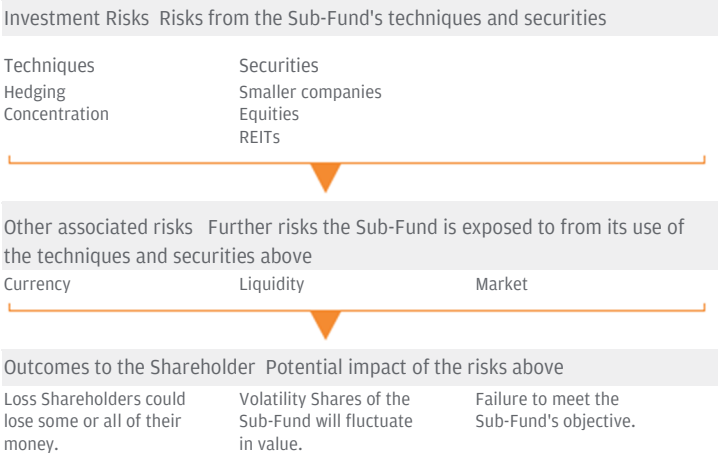 Investment Risks Risks from the Sub-Fund's techniques and securities
Techniques
Hedging
Concentration
Securities
Smaller companies
Equities
REITs
Other associated risks Further risks the Sub-Fund is exposed to from its use of
the techniques and securities above
Currency
Liquidity
Market
Outcomes to the Shareholder Potential impact of the risks above
Loss Shareholders could
lose some or all of their
money.
Volatility Shares of the
Sub-Fund will fluctuate
in value.
Failure to meet the
Sub-Fund's objective.